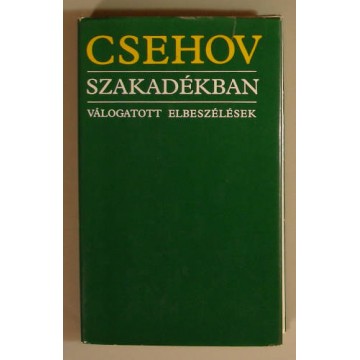 CSEHOV
SZAKADÉKBAN
VÁLOGATOTT ELBESZÉLÉSEK